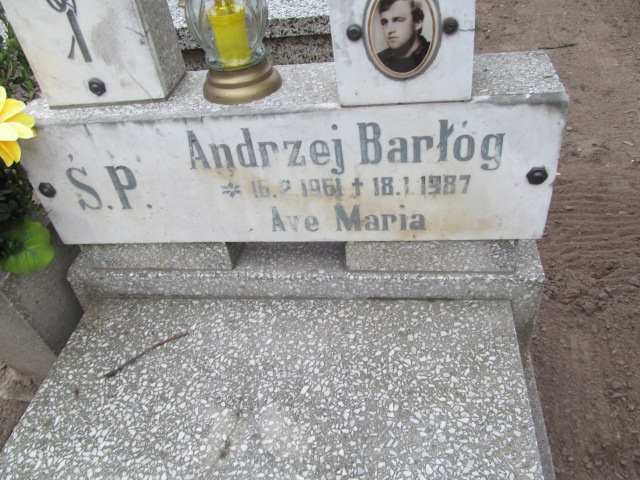 Ś.P.
Andrzej Barłóg
* 16.2.1961 ✝ 18.1.1987
Ave Maria